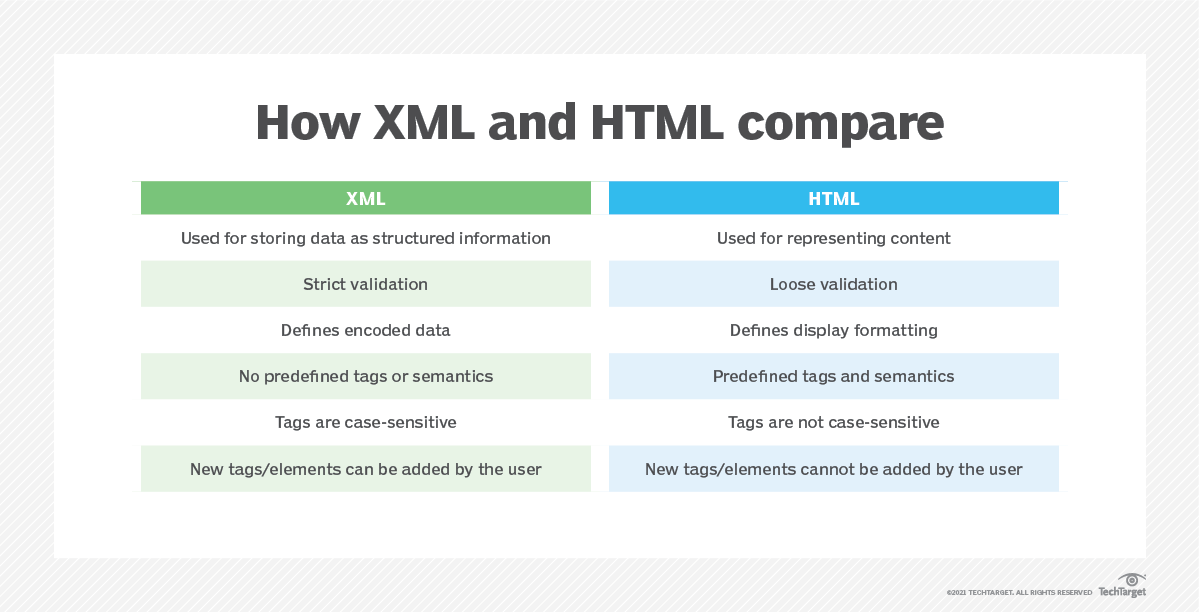 How XML and HTML compare
XML
HTML
Used for storing data as structured information
Used for representing content
Strict validation
Loose validation
Defines encoded data
Defines display formatting
No predefined tags or semantics
Predefined tags and semantics
Tags are case-sensitive
Tags are not case-sensitive
New tags/elements can be added by the user
New tags/elements cannot be added by the user
©2021 TECHTARGET. ALL RIGHTS RESERVED
TechTarget